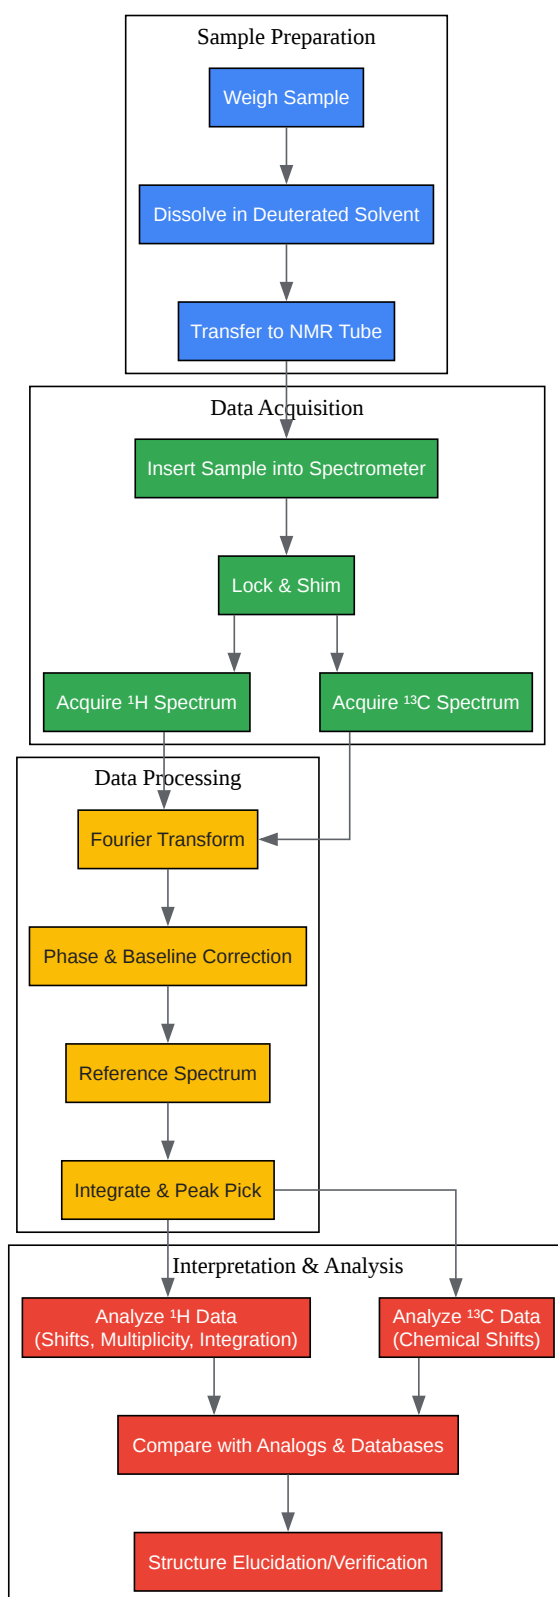 Sample Preparation
Weigh Sample
Dissolve in Deuterated Solvent
Transfer to NMR Tube
Data Acquisition
Insert Sample into Spectrometer
Lock & Shim
Acquire ¹H Spectrum
Acquire ¹³C Spectrum
Data Processing
Fourier Transform
Phase & Baseline Correction
Reference Spectrum
Integrate & Peak Pick
Interpretation & Analysis
Analyze ¹H Data
(Shifts, Multiplicity, Integration)
Analyze ¹³C Data
(Chemical Shifts)
Compare with Analogs & Databases
Structure Elucidation/Verification